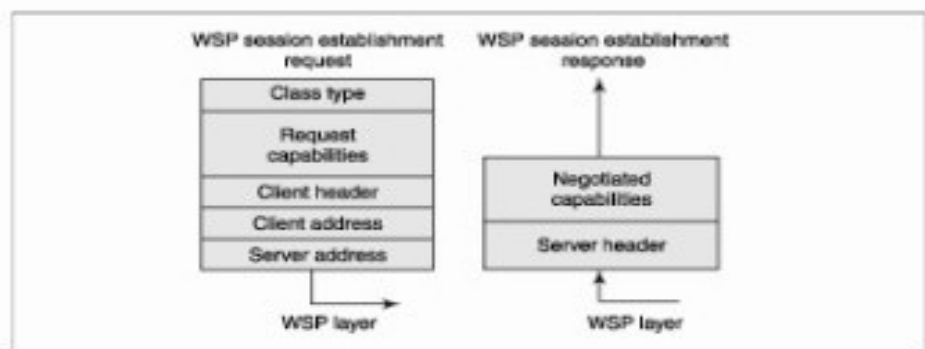 WSP session establishment
request
Class type
Request
capabilities
Client header
Client address
Server address
WSP layer
WSP session establishment
response
Negotiated
capabilities
Server header
WSP layer